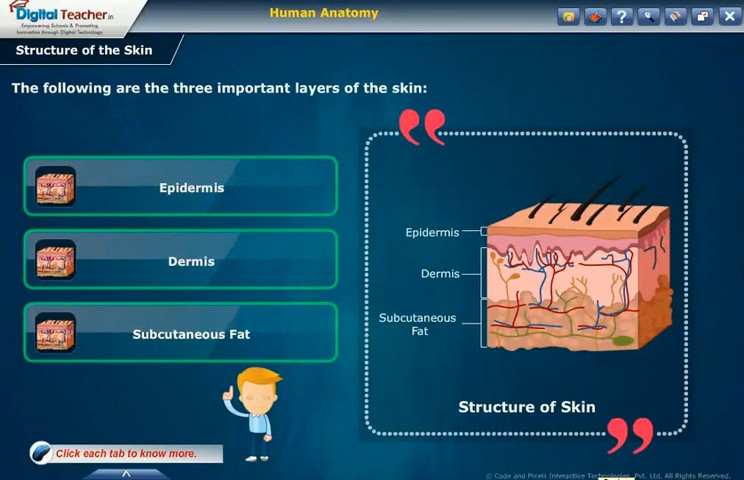 Digital Teacher.in
Empowering Schools & Promoting
Innovation through Digital Technology
Human Anatomy
?
Structure of the Skin
The following are the three important layers of the skin:
Epidermis
Dermis
Subcutaneous Fat
Epidermis
Dermis
Subcutaneous
Fat
Structure of Skin
Click each tab to know more.
© Code and Pixels Interactive Technologies, Pvt. Ltd. All Rights Reserved.